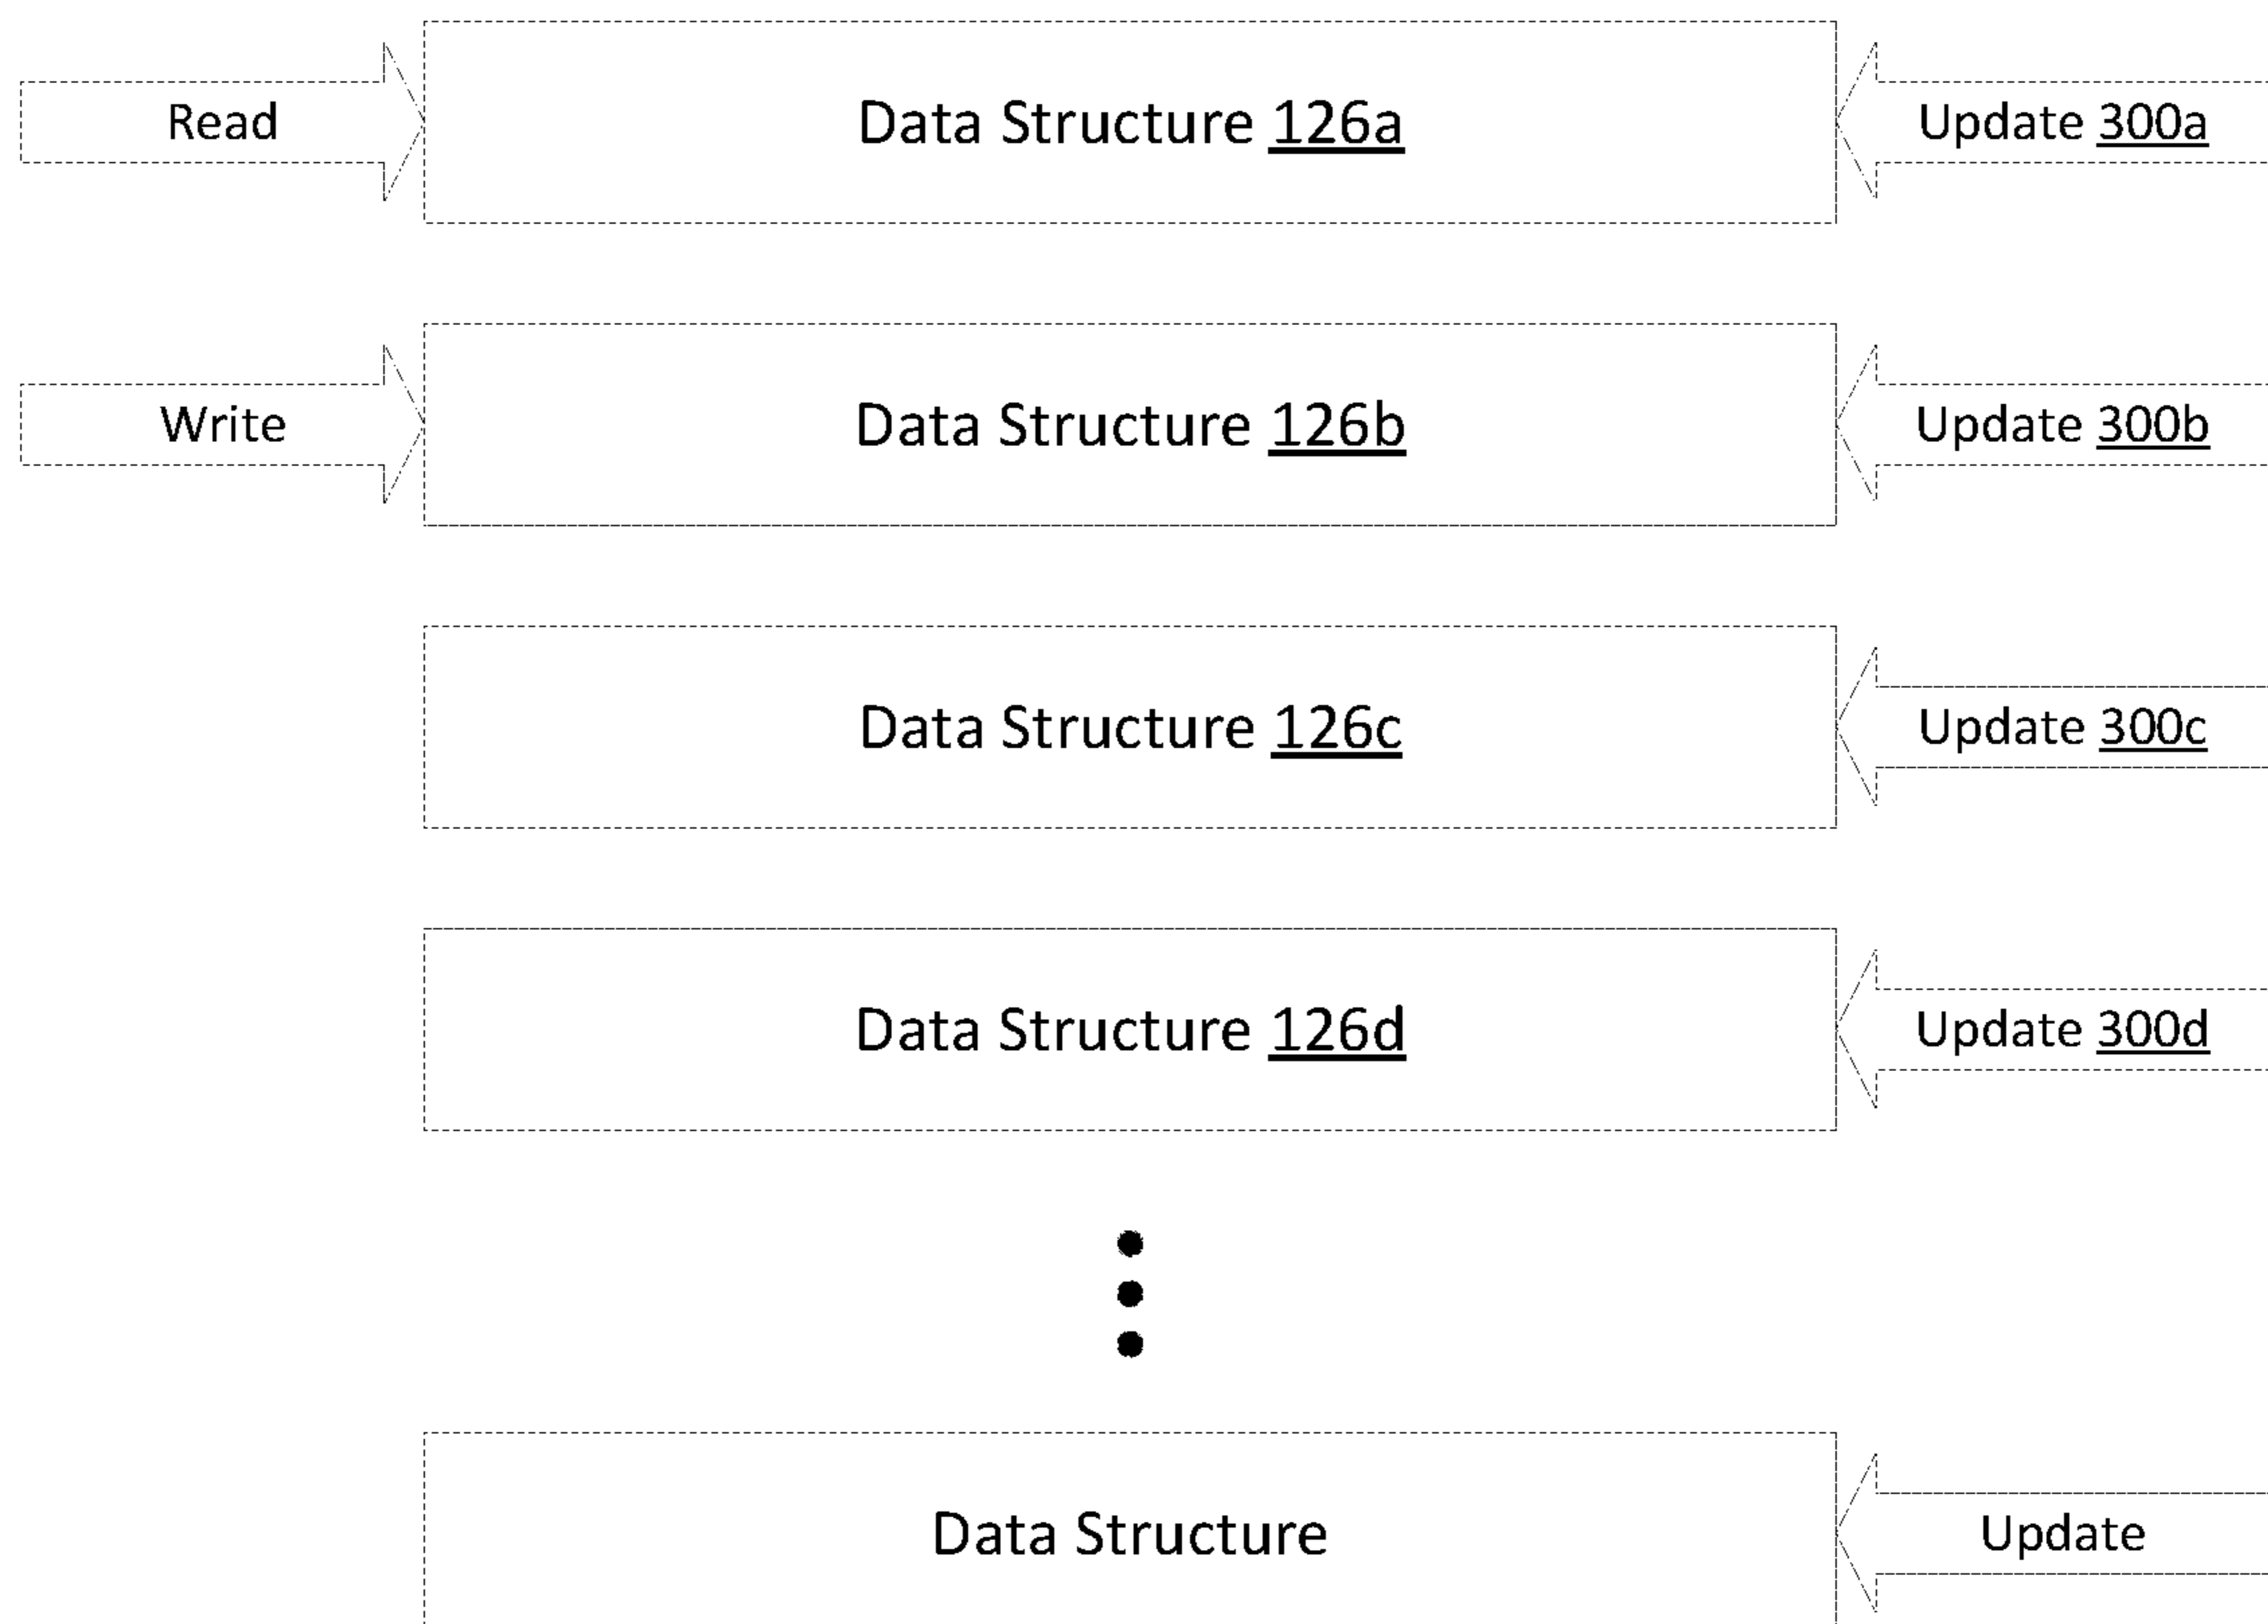 Read
Data Structure 126a
Update 300a
Write
Data Structure 126b
Update 300b
Data Structure 126c
Update 300c
Data Structure 126d
Update 300d
Data Structure
Update